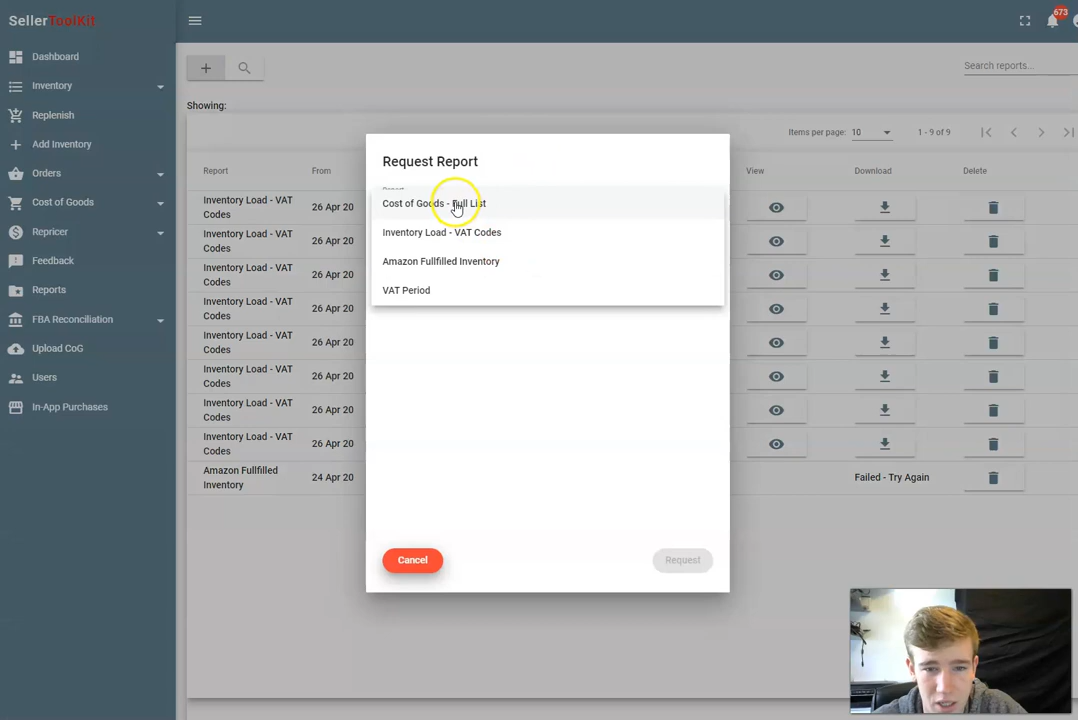 SellerToolKit
673
Dashboard
Inventory
Replenish
Add Inventory
Orders
Cost of Goods
Repricer
Feedback
Reports
FBA Reconciliation
Upload CoG
Users
In-App Purchases
Search reports...
Showing:
Items per page: 10 1 - 9 of 9
Report From View Download Delete
Inventory Load - VAT
Codes
26 Apr 20
Inventory Load - VAT
Codes
26 Apr 20
Inventory Load - VAT
Codes
26 Apr 20
Inventory Load - VAT
Codes
26 Apr 20
Inventory Load - VAT
Codes
26 Apr 20
Inventory Load - VAT
Codes
26 Apr 20
Inventory Load - VAT
Codes
26 Apr 20
Inventory Load - VAT
Codes
26 Apr 20
Amazon Fullfilled
Inventory
24 Apr 20
Failed - Try Again
Request Report
Cost of Goods - Full List
Inventory Load - VAT Codes
Amazon Fullfilled Inventory
VAT Period
Cancel
Request